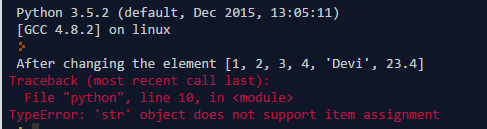 Python 3.5.2 (default, Dec 2015, 13:05:11)
[GCC 4.8.2] on linux
After changing the element [1, 2, 3, 4, 'Devi', 23.4]
Traceback (most recent call last):
  File "python", line 10, in <module>
TypeError: 'str' object does not support item assignment